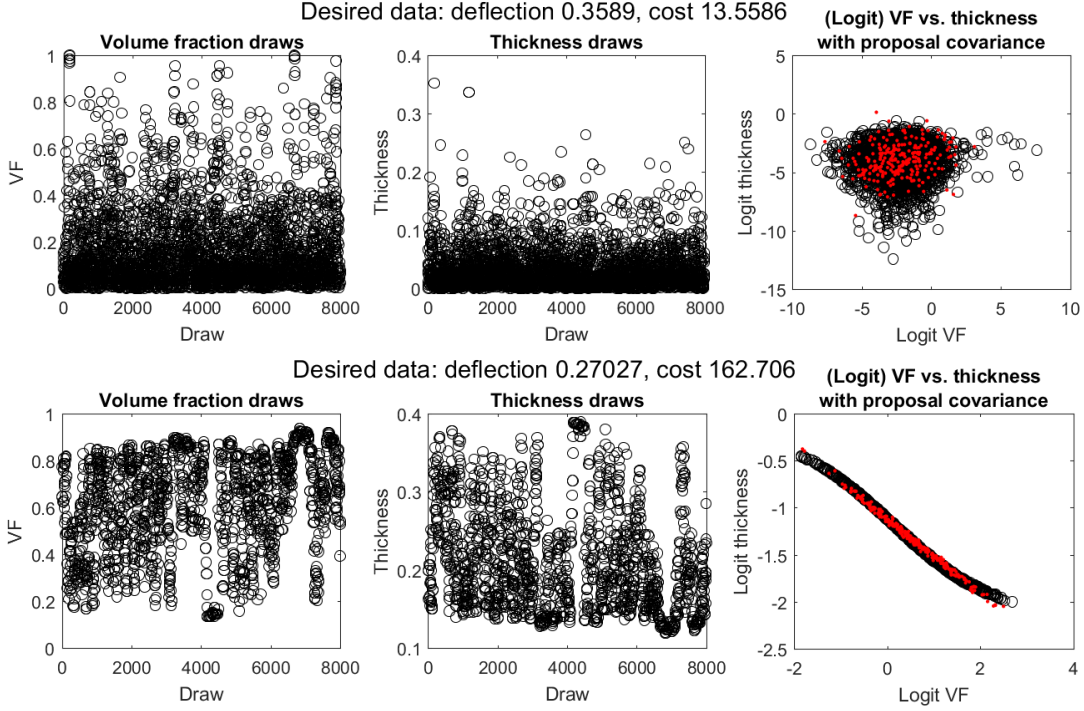 Desired data: deflection 0.3589, cost 13.5586
Volume fraction draws
VF
1
0.8
0.6
0.4
0.2
0
0 2000 4000 6000 8000
Draw
Thickness draws
Thickness
0.4
0.3
0.2
0.1
0
0 2000 4000 6000 8000
Draw
(Logit) VF vs. thickness
with proposal covariance
Logit thickness
5
0
-5
-10
-15
-10 -5 0 5 10
Logit VF
Desired data: deflection 0.27027, cost 162.706
Volume fraction draws
VF
1
0.8
0.6
0.4
0.2
0
0 2000 4000 6000 8000
Draw
Thickness draws
Thickness
0.4
0.3
0.2
0.1
0 2000 4000 6000 8000
Draw
(Logit) VF vs. thickness
with proposal covariance
Logit thickness
0
-0.5
-1
-1.5
-2
-2.5
-2 0 2 4
Logit VF